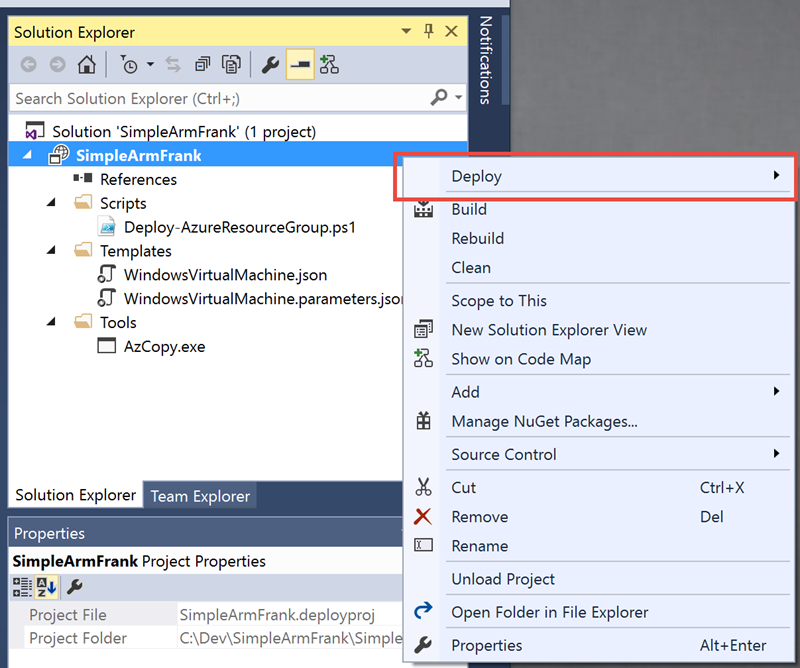 Solution Explorer
Notifications
Search Solution Explorer (Ctrl+;)
Solution 'SimpleArmFrank' (1 project)
SimpleArmFrank
References
Scripts
Deploy-AzureResourceGroup.ps1
Templates
WindowsVirtualMachine.json
WindowsVirtualMachine.parameters.json
Tools
AzCopy.exe
Solution Explorer
Team Explorer
Properties
SimpleArmFrank Project Properties
Project File SimpleArmFrank.deployproj
Project Folder C:\Dev\SimpleArmFrank\Simple
Deploy
Build
Rebuild
Clean
Scope to This
New Solution Explorer View
Show on Code Map
Add
Manage NuGet Packages...
Source Control
Cut Ctrl+X
Remove Del
Rename
Unload Project
Open Folder in File Explorer
Properties Alt+Enter